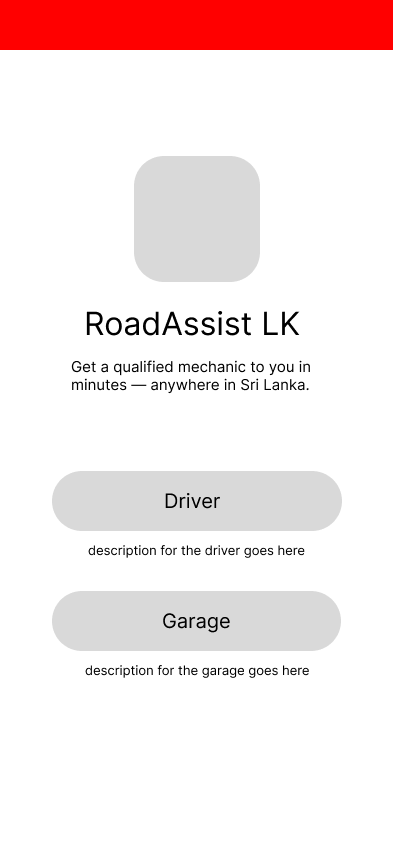 RoadAssist LK
Get a qualified mechanic to you in
minutes — anywhere in Sri Lanka.
Driver
description for the driver goes here
Garage
description for the garage goes here